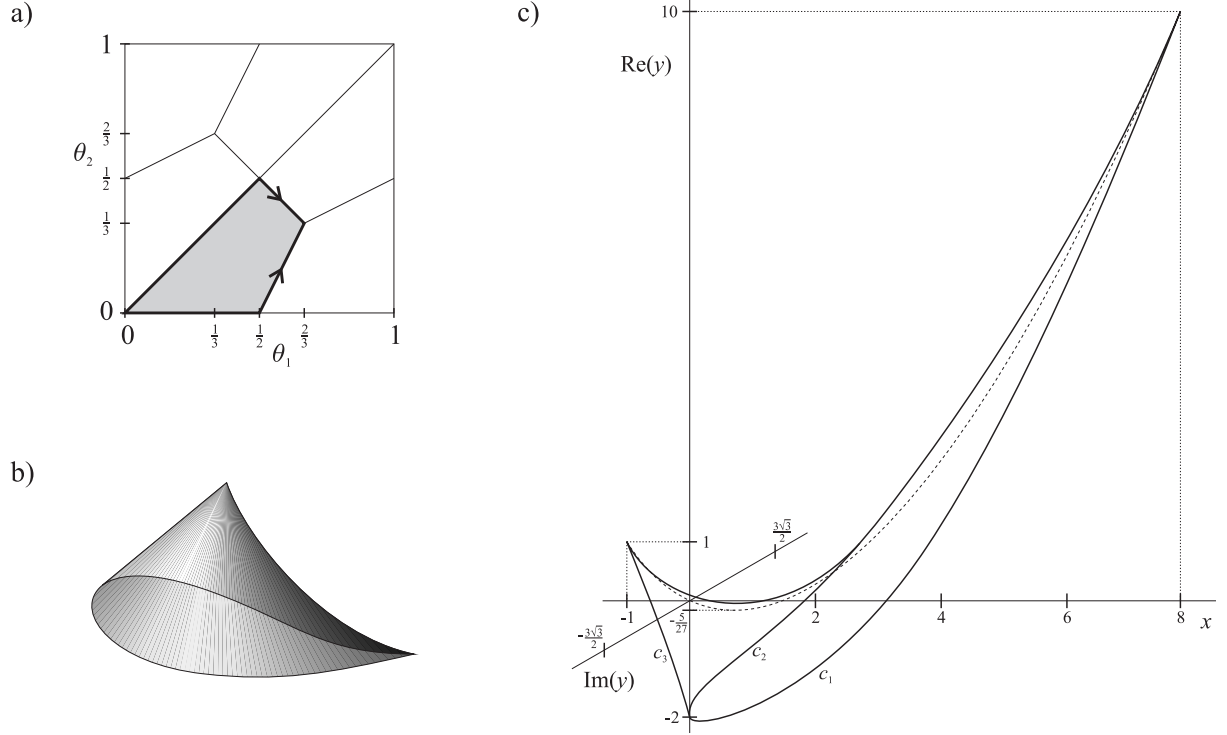 a)
1
2/3
θ2
1/2
1/3
0
0
1/3
1/2
2/3
1
θ1
b)
c)
10
Re(y)
3√3/2
1
-1
-5/27
2
4
6
8
x
-3√3/2
Im(y)
c3
c2
c1
-2